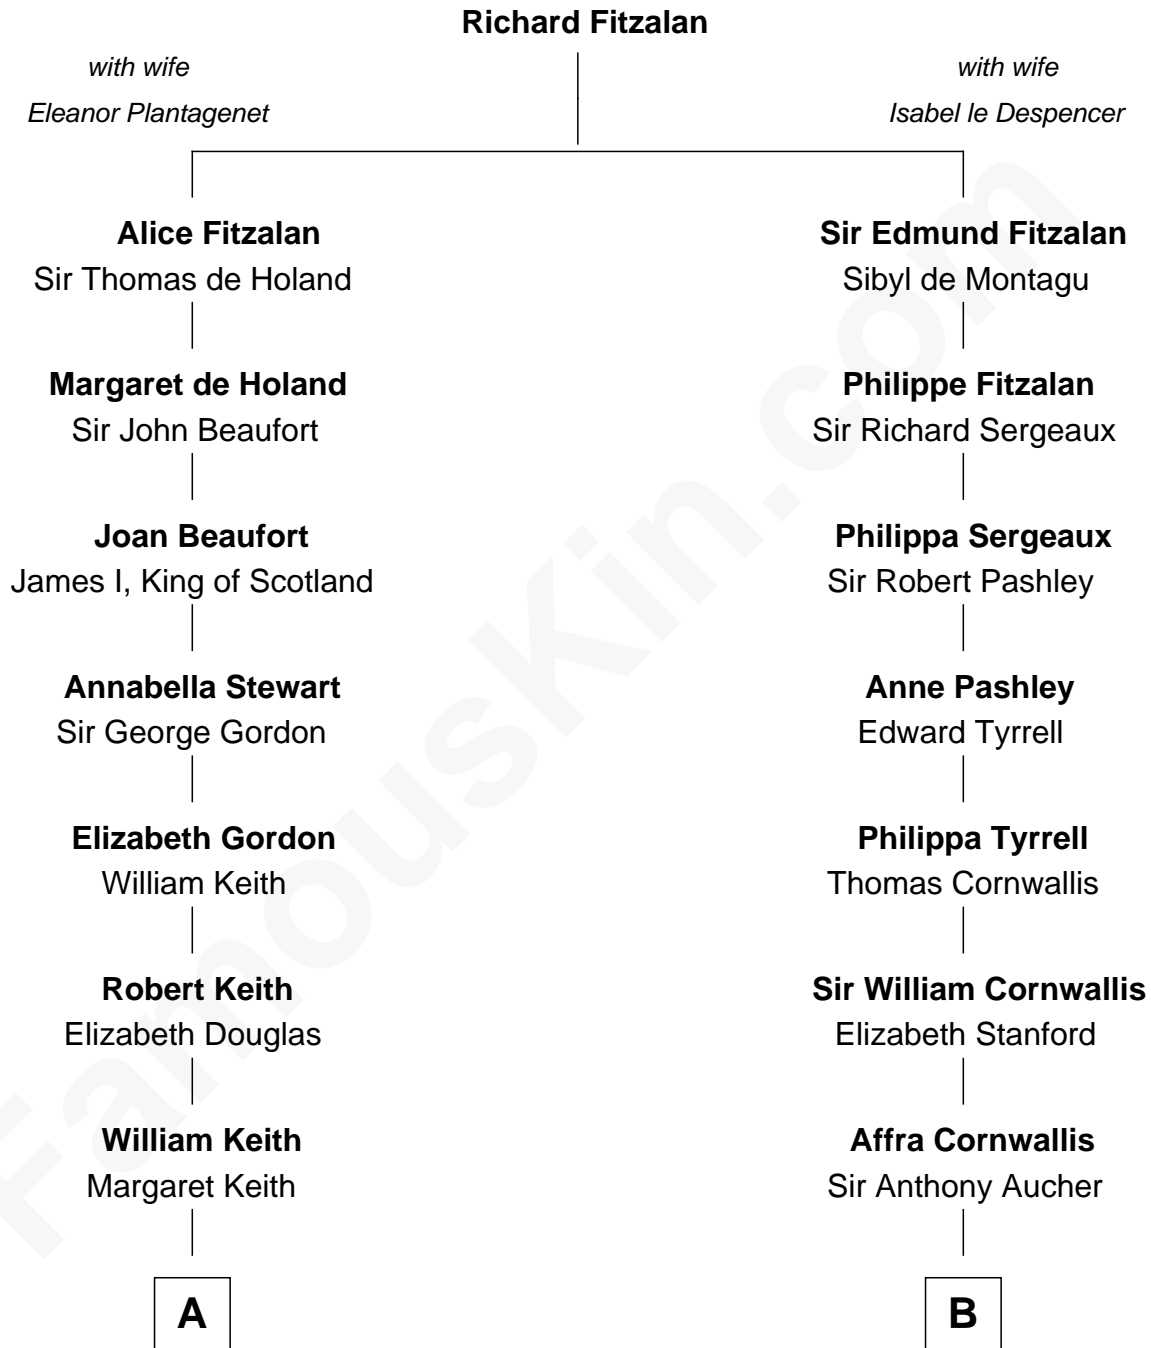 Richard Fitzalan
with wife
Eleanor Plantagenet
with wife
Isabel le Despencer
Alice Fitzalan
Sir Thomas de Holand
Sir Edmund Fitzalan
Sibyl de Montagu
Margaret de Holand
Sir John Beaufort
Philippe Fitzalan
Sir Richard Sergeaux
Joan Beaufort
James I, King of Scotland
Philippa Sergeaux
Sir Robert Pashley
Annabella Stewart
Sir George Gordon
Anne Pashley
Edward Tyrrell
Elizabeth Gordon
William Keith
Philippa Tyrrell
Thomas Cornwallis
Robert Keith
Elizabeth Douglas
Sir William Cornwallis
Elizabeth Stanford
William Keith
Margaret Keith
Affra Cornwallis
Sir Anthony Aucher
A
B
FamousKin.com